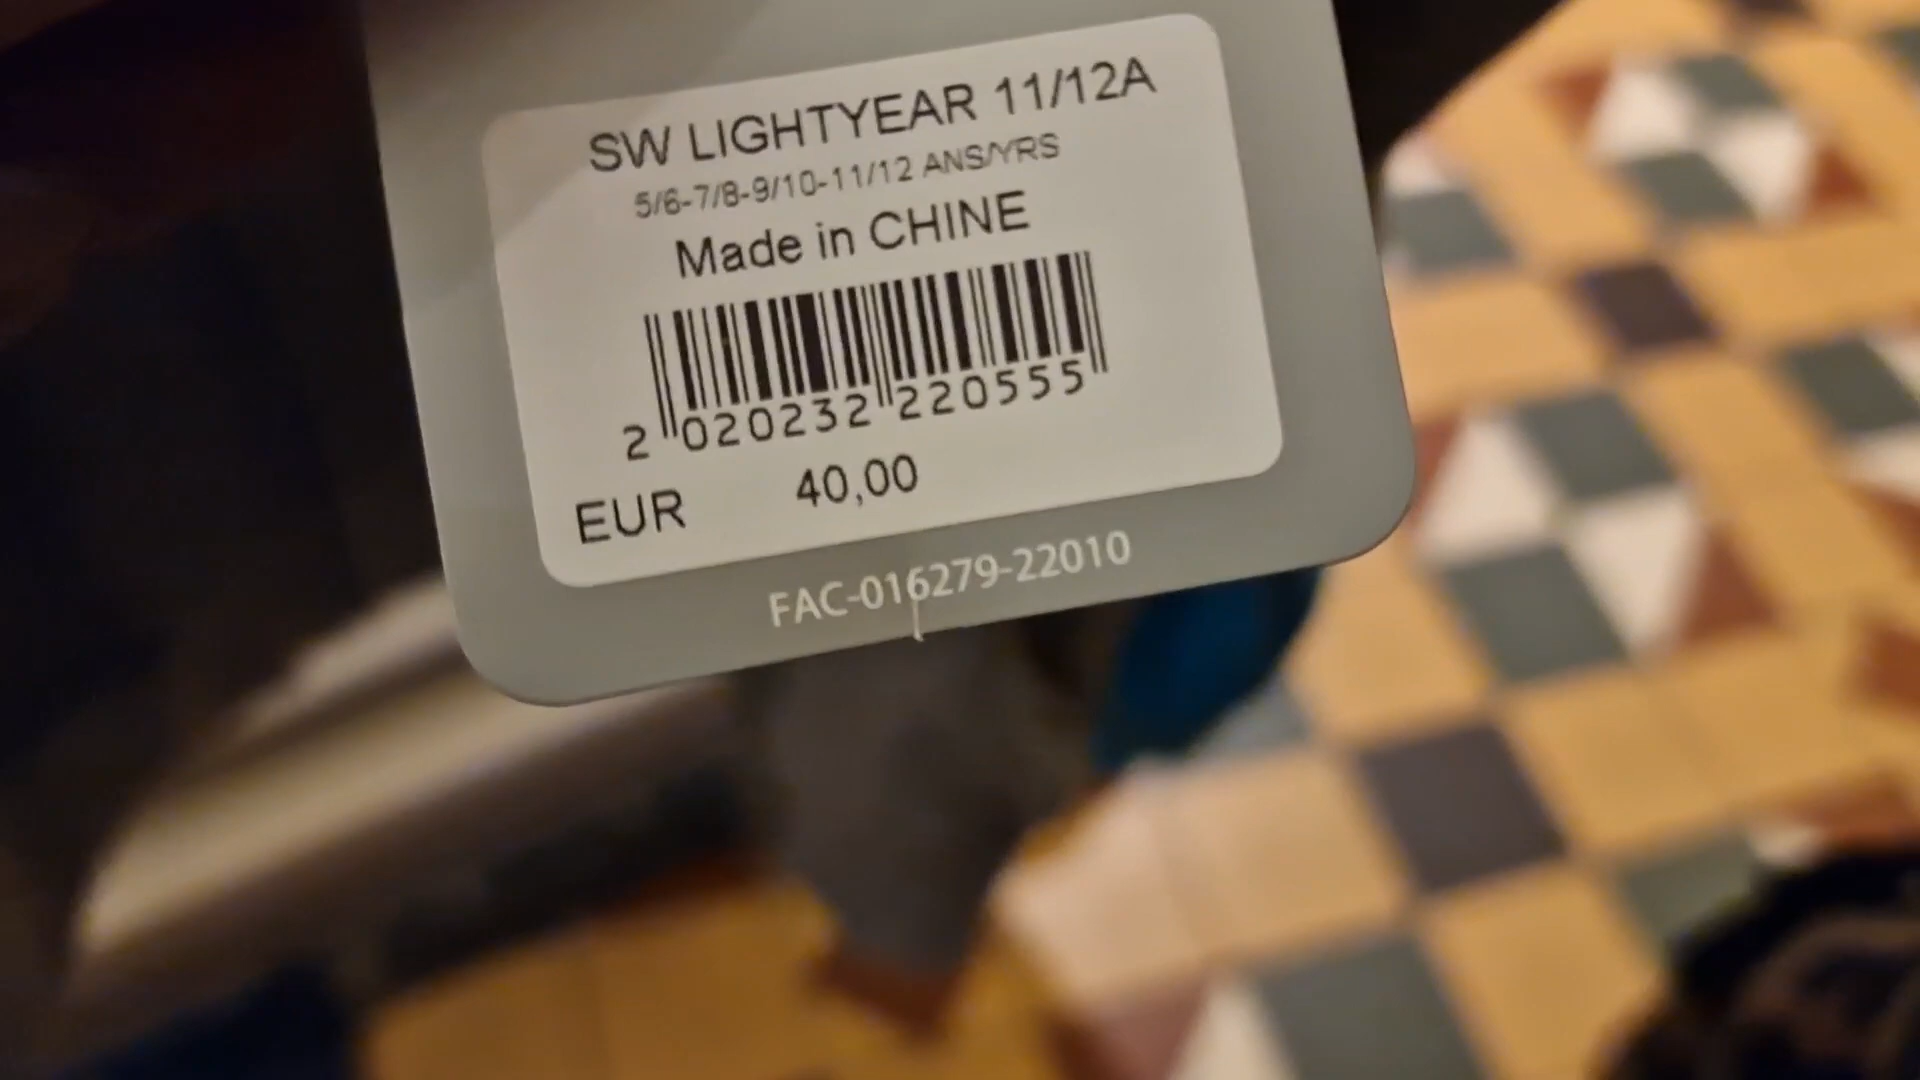 SW LIGHTYEAR 11/12A
5/6-7/8-9/10-11/12 ANS/YRS
Made in CHINE
2 020232 220555
EUR 40,00
FAC-016279-22010